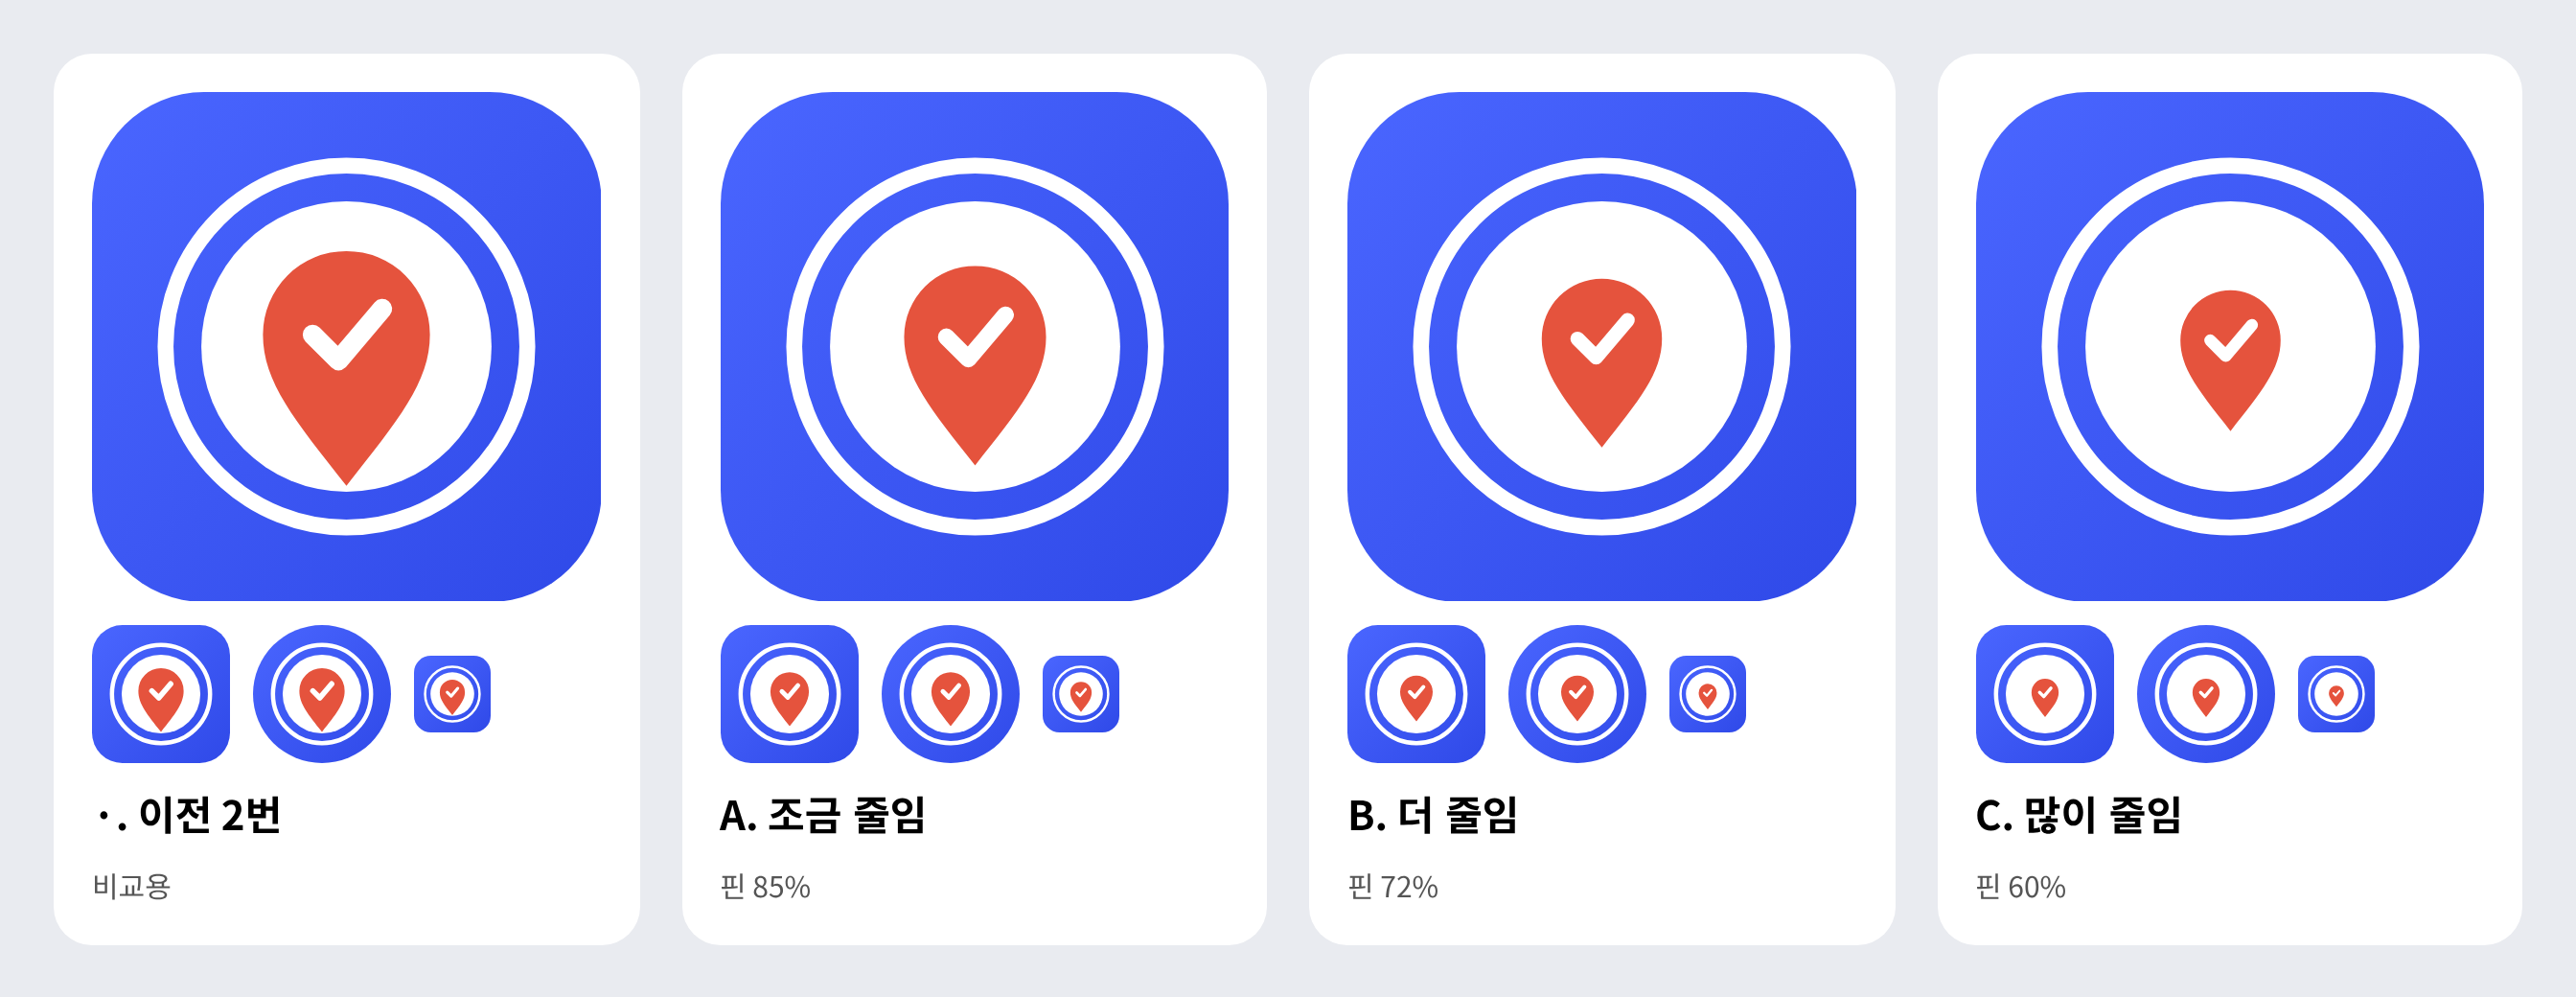 ·. 이전 2번
비교용
A. 조금 줄임
핀 85%
B. 더 줄임
핀 72%
C. 많이 줄임
핀 60%